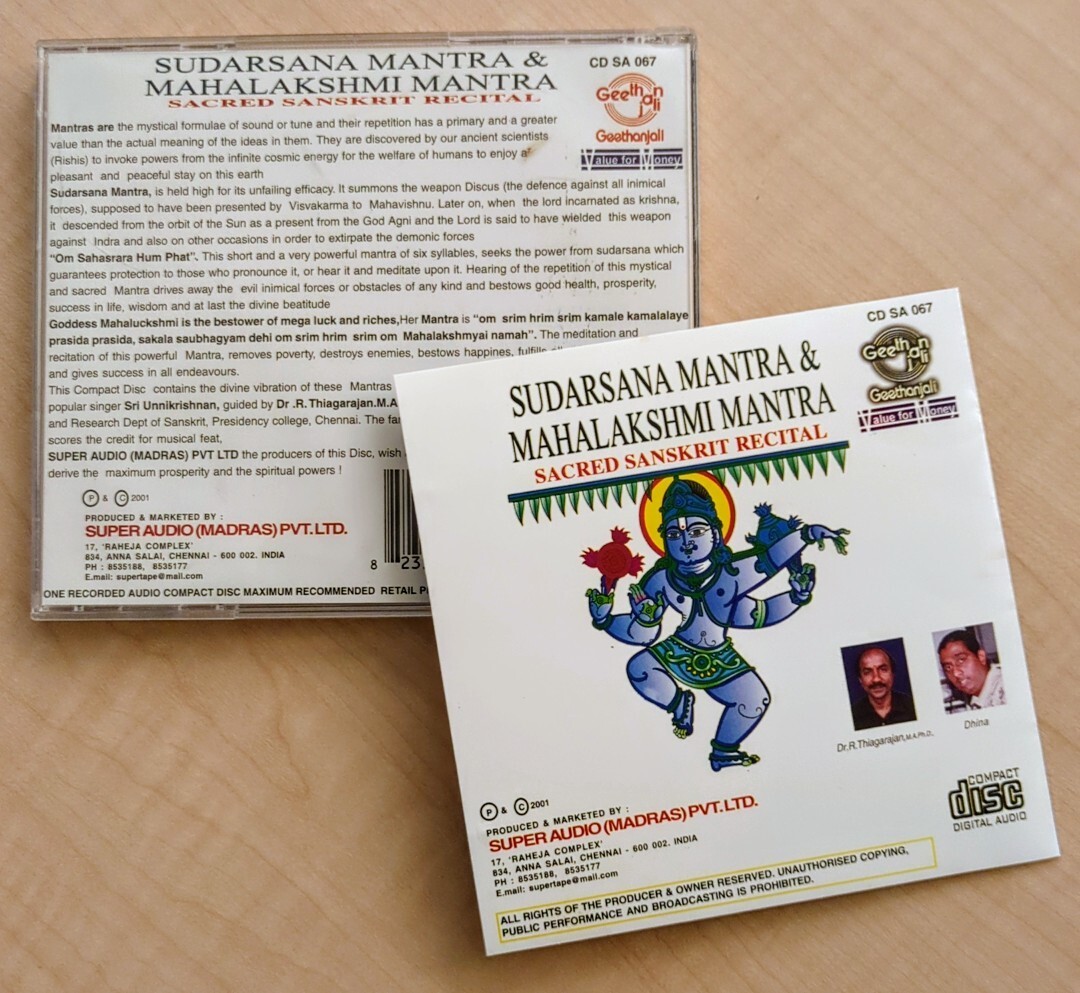 SUDARSANA MANTRA &
MAHALAKSHMI MANTRA
SACRED SANSKRIT RECITAL
CD SA 067
Geethanjali
Geethanjali
Value for Money
Mantras are the mystical formulae of sound or tune and their repetition has a primary and a greater
value than the actual meaning of the ideas in them. They are discovered by our ancient scientists
(Rishis) to invoke powers from the infinite cosmic energy for the welfare of humans to enjoy a
pleasant and peaceful stay on this earth
Sudarsana Mantra, is held high for its unfailing efficacy. It summons the weapon Discus (the defence against all inimical
forces), supposed to have been presented by Visvakarma to Mahavishnu. Later on, when the lord incarnated as krishna,
it descended from the orbit of the Sun as a present from the God Agni and the Lord is said to have wielded this weapon
against Indra and also on other occasions in order to extirpate the demonic forces
“Om Sahasrara Hum Phat”. This short and a very powerful mantra of six syllables, seeks the power from sudarsana which
guarantees protection to those who pronounce it, or hear it and meditate upon it. Hearing of the repetition of this mystical
and sacred Mantra drives away the evil inimical forces or obstacles of any kind and bestows good health, prosperity,
success in life, wisdom and at last the divine beatitude
Goddess Mahaluckshmi is the bestower of mega luck and riches,Her Mantra is “om srim hrim srim kamale kamalalaye
prasida prasida, sakala saubhagyam dehi om srim hrim srim om Mahalakshmyai namah”. The meditation and
recitation of this powerful Mantra, removes poverty, destroys enemies, bestows happines,
and gives success in all endeavours.
This Compact Disc contains the divine vibration of these Mantras
popular singer Sri Unnikrishnan, guided by Dr .R.Thiagarajan.M.A
and Research Dept of Sanskrit, Presidency college, Chennai. The
scores the credit for musical feat,
SUPER AUDIO (MADRAS) PVT LTD the producers of this Disc, wish
derive the maximum prosperity and the spiritual powers !
Ⓟ & Ⓒ 2001
PRODUCED & MARKETED BY :
SUPER AUDIO (MADRAS) PVT. LTD.
17, 'RAHEJA COMPLEX'
834, ANNA SALAI, CHENNAI - 600 002. INDIA
PH : 8535188, 8535177
E.mail: supertape@mail.com
8 23
ONE RECORDED AUDIO COMPACT DISC MAXIMUM RECOMMENDED RETAIL
CD SA 067
Geethanjali
Geethanjali
Value for Money
SUDARSANA MANTRA &
MAHALAKSHMI MANTRA
SACRED SANSKRIT RECITAL
Dr.R.Thiagarajan,M.A.Ph.D.,
Dhina
COMPACT
disc
DIGITAL AUDIO
Ⓟ & Ⓒ 2001
PRODUCED & MARKETED BY :
SUPER AUDIO (MADRAS) PVT. LTD.
17, 'RAHEJA COMPLEX'
834, ANNA SALAI, CHENNAI - 600 002. INDIA
PH : 8535188, 8535177
E.mail: supertape@mail.com
ALL RIGHTS OF THE PRODUCER & OWNER RESERVED. UNAUTHORISED COPYING,
PUBLIC PERFORMANCE AND BROADCASTING IS PROHIBITED.